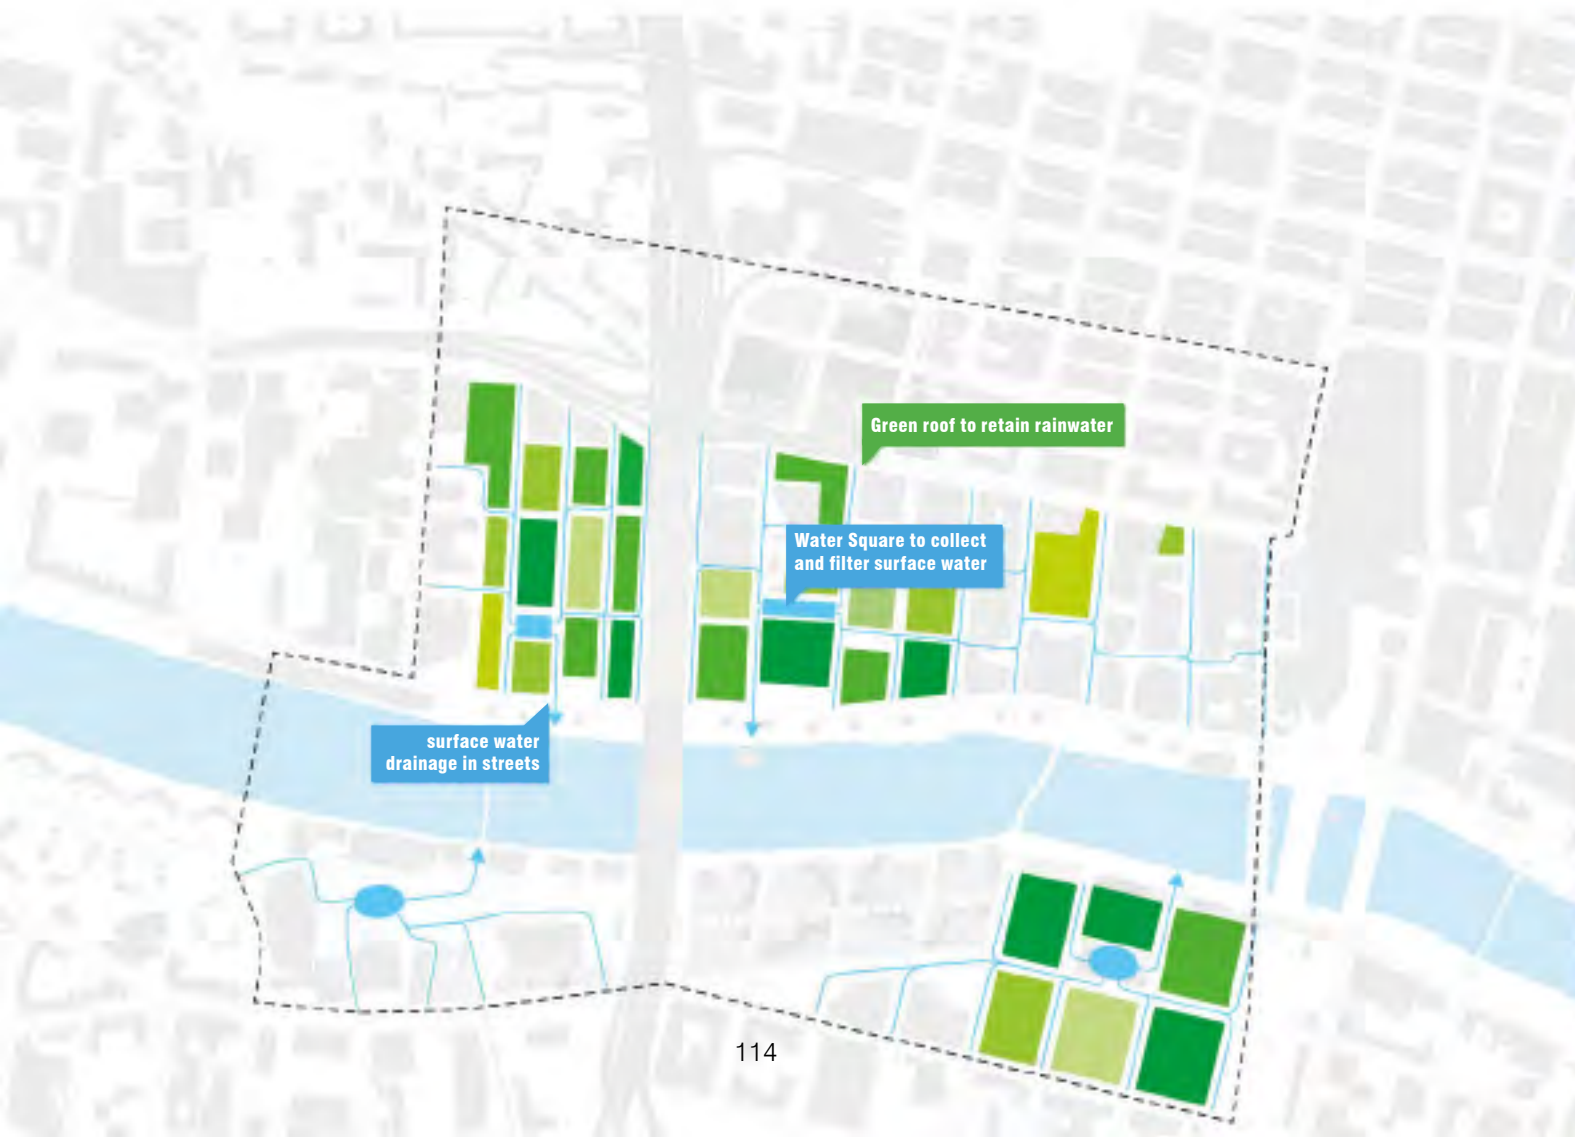 Green roof to retain rainwater
Water Square to collect
and filter surface water
surface water
drainage in streets
114